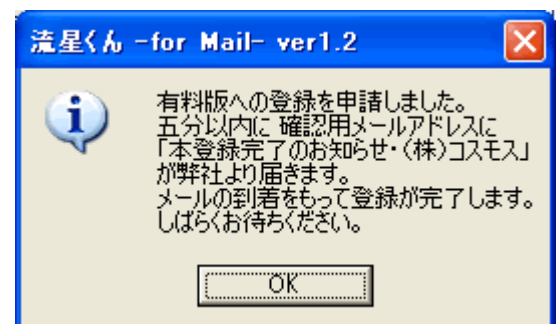 流星くん -for Mail- ver1.2
有料版への登録を申請しました。
五分以内に 確認用メールアドレスに
「本登録完了のお知らせ・(株)コスモス」
が弊社より届きます。
メールの到着をもって登録が完了します。
しばらくお待ちください。
OK